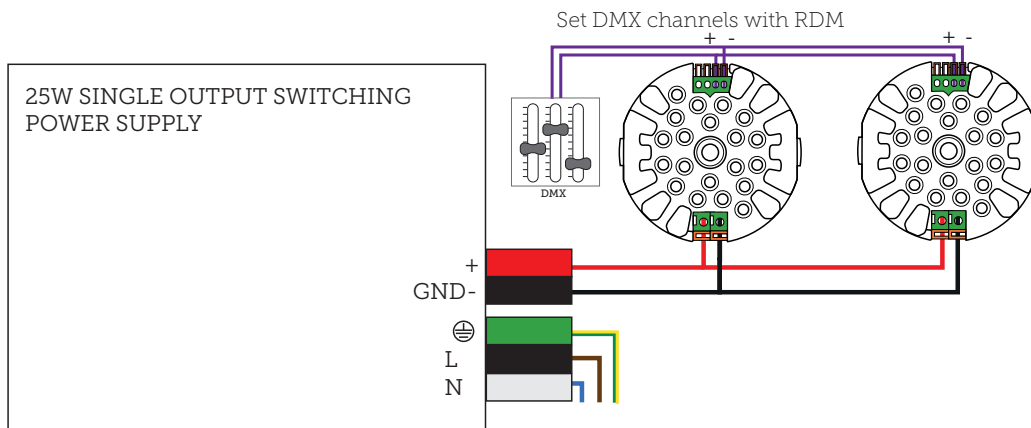 Set DMX channels with RDM
+ -
+ -
25W SINGLE OUTPUT SWITCHING
POWER SUPPLY
DMX
+
GND-
L
N